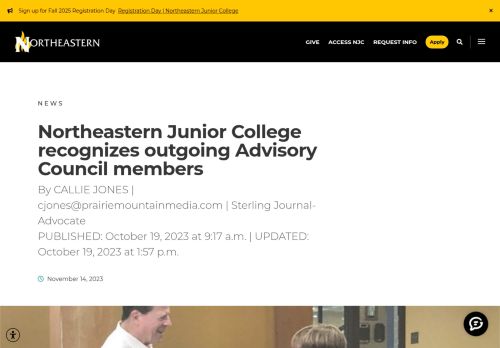 Sign up for Fall 2025 Registration Day Registration Day | Northeastern Junior College ×
NORTHEASTERN GIVE ACCESS NJC REQUEST INFO Apply
NEWS
Northeastern Junior College
recognizes outgoing Advisory
Council members
By CALLIE JONES |
cjones@prairiemountainmedia.com | Sterling Journal-
Advocate
PUBLISHED: October 19, 2023 at 9:17 a.m. | UPDATED:
October 19, 2023 at 1:57 p.m.
November 14, 2023